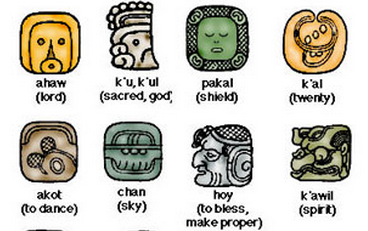 ahaw k'u, k'ul pakal k'al
(lord) (sacred, god) (shield) (twenty)
akot chan hoy k'awil
(to dance) (sky) (to bless, (spirit)
make proper)